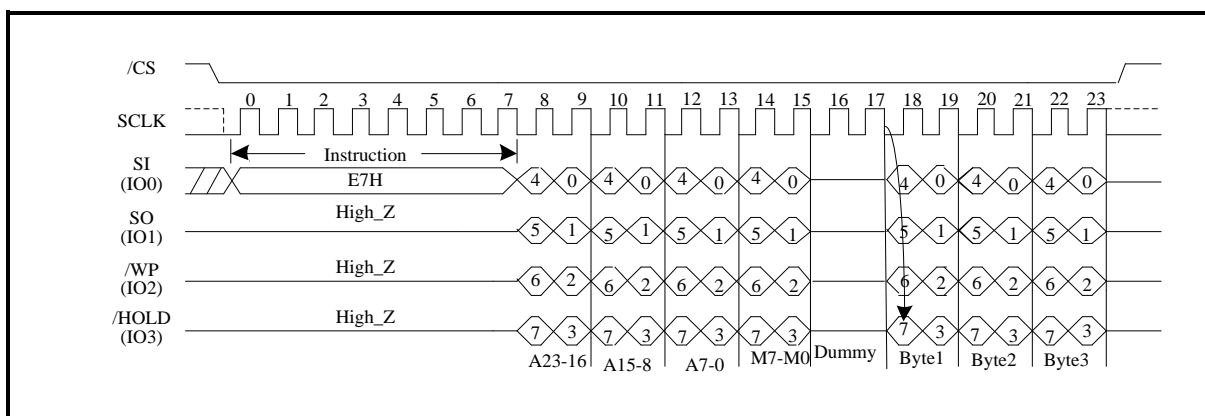 /CS
0 1 2 3 4 5 6 7 8 9 10 11 12 13 14 15 16 17 18 19 20 21 22 23
SCLK
Instruction
SI
(IO0)
E7H
4 0 4 0 4 0 4 0 4 0 4 0 4 0
SO
(IO1)
High_Z
5 1 5 1 5 1 5 1 5 1 5 1 5 1
/WP
(IO2)
High_Z
6 2 6 2 6 2 6 2 6 2 6 2 6 2
/HOLD
(IO3)
High_Z
7 3 7 3 7 3 7 3 7 3 7 3 7 3
A23-16 A15-8 A7-0 M7-M0 Dummy Byte1 Byte2 Byte3